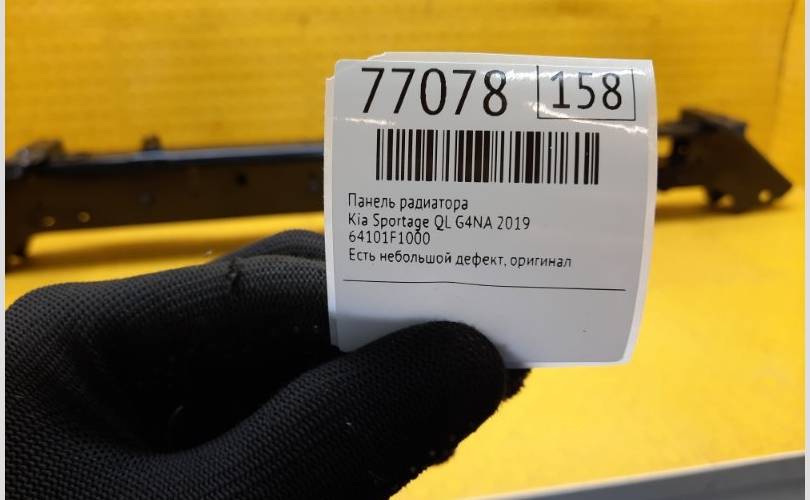 77078 158
Панель радиатора
Kia Sportage QL G4NA 2019
64101F1000
Есть небольшой дефект, оригинал